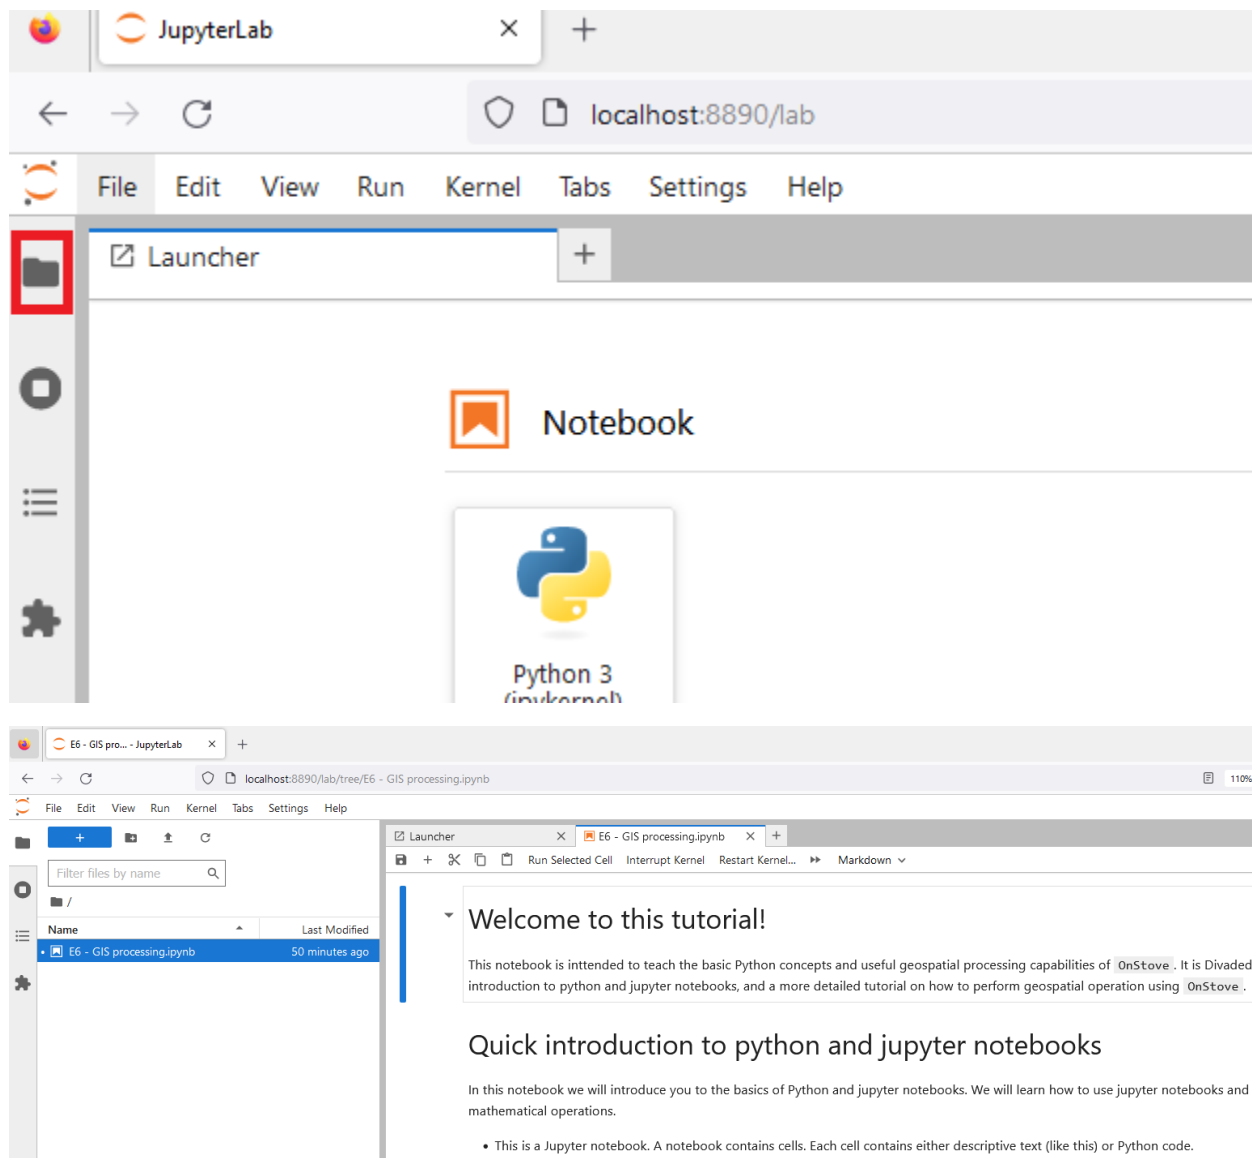 JupyterLab
localhost:8890/lab
File Edit View Run Kernel Tabs Settings Help
Launcher
Notebook
Python 3
(ipykernel)
E6 - GIS pro... - JupyterLab
localhost:8890/lab/tree/E6 - GIS processing.ipynb
110%
File Edit View Run Kernel Tabs Settings Help
Launcher E6 - GIS processing.ipynb
Run Selected Cell Interrupt Kernel Restart Kernel... Markdown
Filter files by name
/
Name Last Modified
E6 - GIS processing.ipynb 50 minutes ago
Welcome to this tutorial!
This notebook is inttended to teach the basic Python concepts and useful geospatial processing capabilities of OnStove. It is Divaded
introduction to python and jupyter notebooks, and a more detailed tutorial on how to perform geospatial operation using OnStove.
Quick introduction to python and jupyter notebooks
In this notebook we will introduce you to the basics of Python and jupyter notebooks. We will learn how to use jupyter notebooks and
mathematical operations.
• This is a Jupyter notebook. A notebook contains cells. Each cell contains either descriptive text (like this) or Python code.